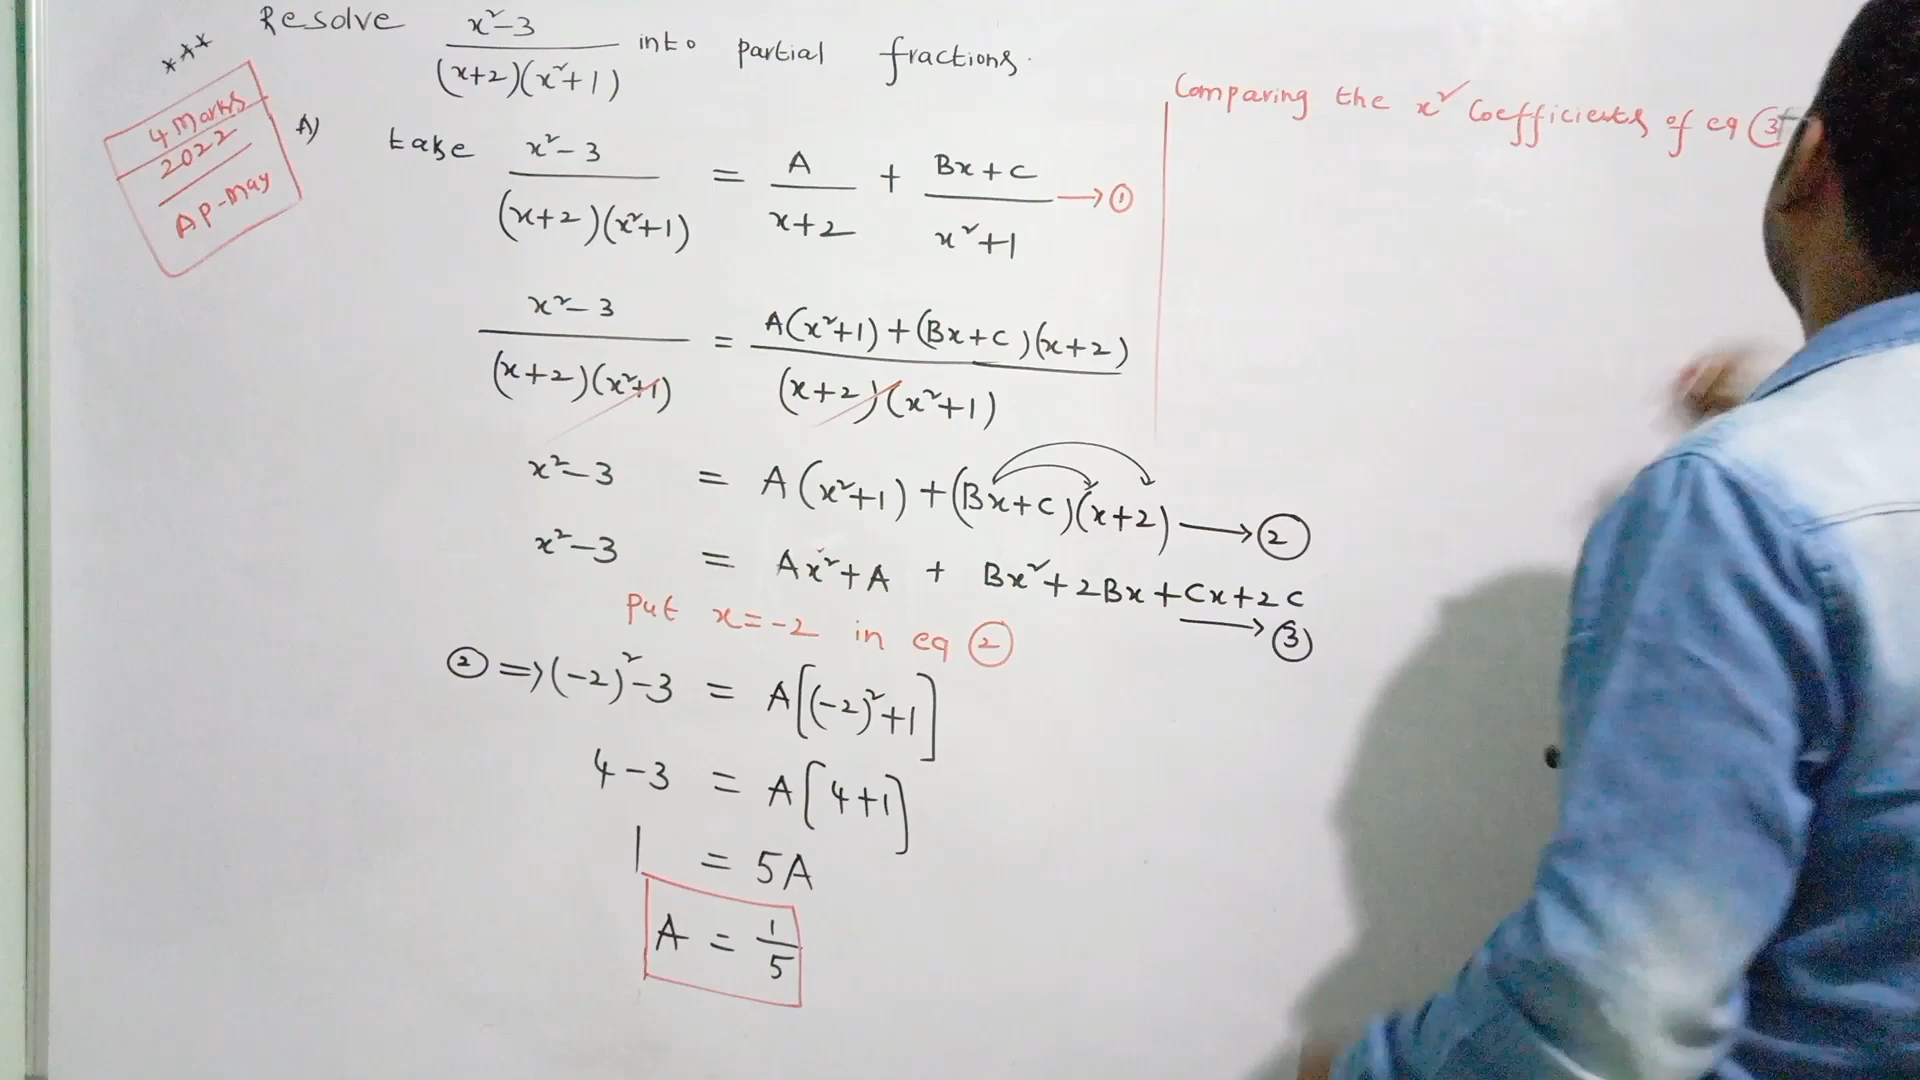 Resolve x²-3 / (x+2)(x²+1) into partial fractions.
***
4 Marks
2022
AP-May
A) take x²-3 / (x+2)(x²+1) = A / x+2 + Bx+C / x²+1 → ①
x²-3 / (x+2)(x²+1) = A(x²+1)+(Bx+C)(x+2) / (x+2)(x²+1)
x²-3 = A(x²+1)+(Bx+C)(x+2) → ②
x²-3 = Ax²+A + Bx²+2Bx+Cx+2C
→ ③
put x=-2 in eq ②
② ⇒ (-2)²-3 = A[(-2)²+1]
4-3 = A[4+1]
1 = 5A
A = 1/5
Comparing the x² Coefficients of eq ③